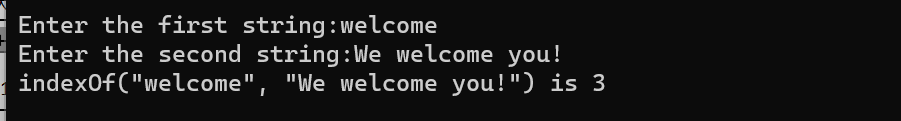 Enter the first string:welcome
Enter the second string:We welcome you!
indexOf("welcome", "We welcome you!") is 3